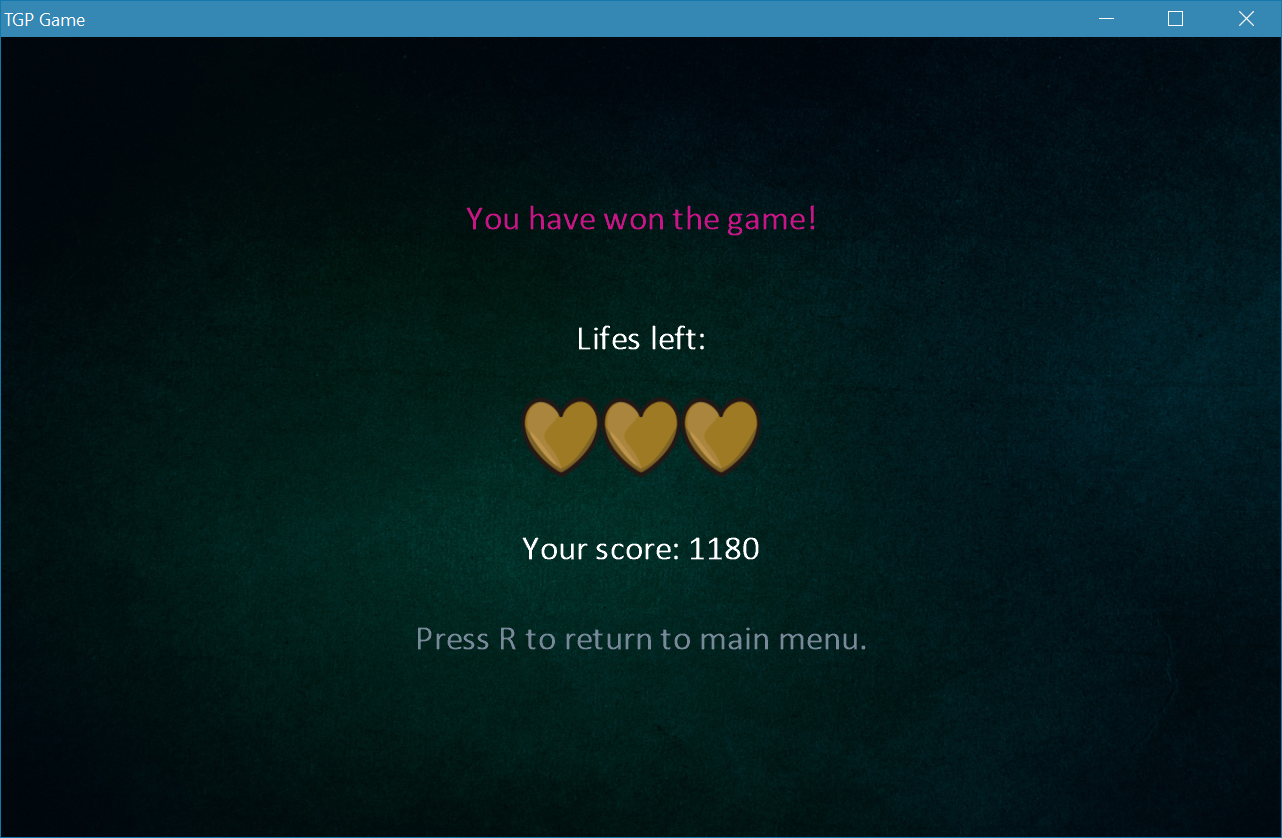 TGP Game
You have won the game!
Lifes left:
Your score: 1180
Press R to return to main menu.